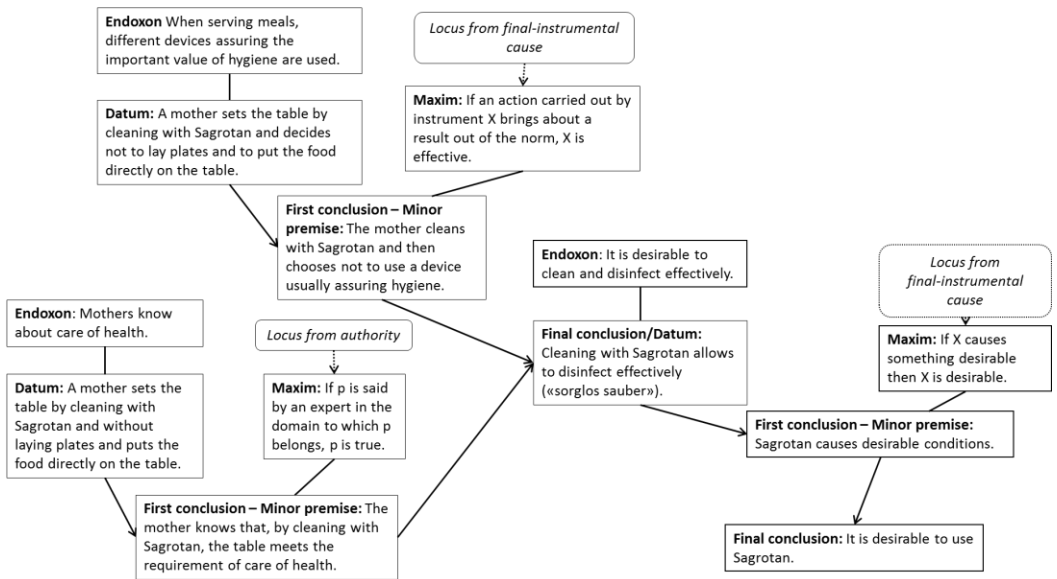 Endoxon When serving meals,
different devices assuring the
important value of hygiene are used.
Locus from final-instrumental
cause
Datum: A mother sets the table by
cleaning with Sagrotan and decides
not to lay plates and to put the food
directly on the table.
Maxim: If an action carried out by
instrument X brings about a
result out of the norm, X is
effective.
First conclusion – Minor
premise: The mother cleans
with Sagrotan and then
chooses not to use a device
usually assuring hygiene.
Endoxon: It is desirable to
clean and disinfect effectively.
Locus from
final-instrumental
cause
Endoxon: Mothers know
about care of health.
Locus from authority
Final conclusion/Datum:
Cleaning with Sagrotan allows
to disinfect effectively
(«sorglos sauber»).
Maxim: If X causes
something desirable
then X is desirable.
Datum: A mother sets the
table by cleaning with
Sagrotan and without
laying plates and puts the
food directly on the table.
Maxim: If p is said
by an expert in the
domain to which p
belongs, p is true.
First conclusion – Minor premise:
Sagrotan causes desirable conditions.
First conclusion – Minor premise: The
mother knows that, by cleaning with
Sagrotan, the table meets the
requirement of care of health.
Final conclusion: It is desirable to use
Sagrotan.